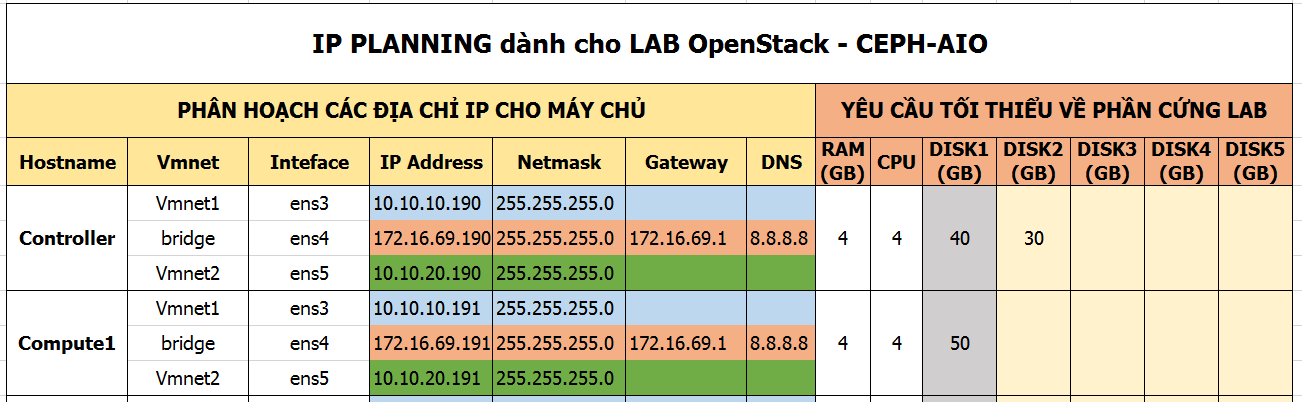 IP PLANNING dành cho LAB OpenStack - CEPH-AIO
PHÂN HOẠCH CÁC ĐỊA CHỈ IP CHO MÁY CHỦ YÊU CẦU TỐI THIỂU VỀ PHẦN CỨNG LAB
Hostname Vmnet Inteface IP Address Netmask Gateway DNS RAM (GB) CPU DISK1 (GB) DISK2 (GB) DISK3 (GB) DISK4 (GB) DISK5 (GB)
Vmnet1 ens3 10.10.10.190 255.255.255.0
Controller bridge ens4 172.16.69.190 255.255.255.0 172.16.69.1 8.8.8.8 4 4 40 30
Vmnet2 ens5 10.10.20.190 255.255.255.0
Vmnet1 ens3 10.10.10.191 255.255.255.0
Compute1 bridge ens4 172.16.69.191 255.255.255.0 172.16.69.1 8.8.8.8 4 4 50
Vmnet2 ens5 10.10.20.191 255.255.255.0